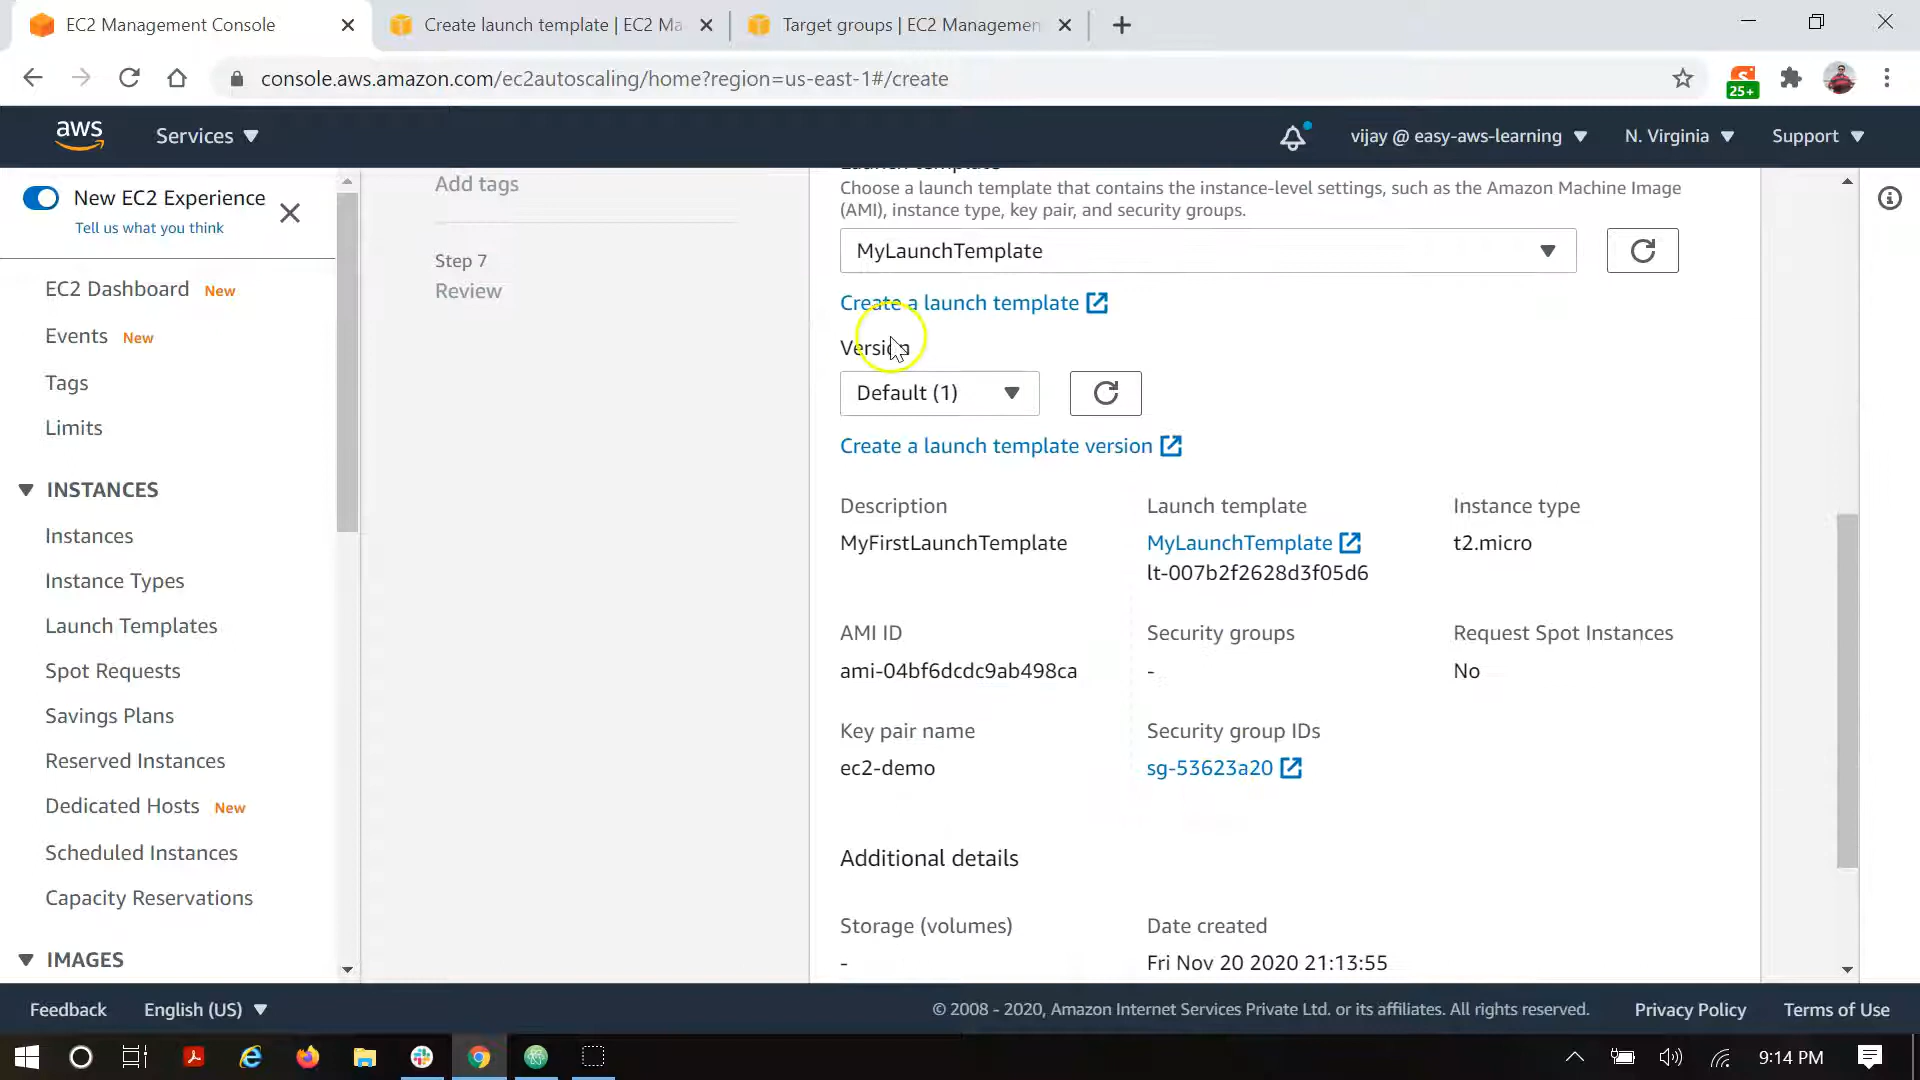 EC2 Management Console
Create launch template | EC2 Ma
Target groups | EC2 Managemen
console.aws.amazon.com/ec2autoscaling/home?region=us-east-1#/create
25+
aws
Services
vijay @ easy-aws-learning
N. Virginia
Support
New EC2 Experience
Tell us what you think
EC2 Dashboard New
Events New
Tags
Limits
INSTANCES
Instances
Instance Types
Launch Templates
Spot Requests
Savings Plans
Reserved Instances
Dedicated Hosts New
Scheduled Instances
Capacity Reservations
IMAGES
Add tags
Step 7
Review
Launch template
Choose a launch template that contains the instance-level settings, such as the Amazon Machine Image
(AMI), instance type, key pair, and security groups.
MyLaunchTemplate
Create a launch template
Version
Default (1)
Create a launch template version
Description
MyFirstLaunchTemplate
Launch template
MyLaunchTemplate
lt-007b2f2628d3f05d6
Instance type
t2.micro
AMI ID
ami-04bf6dcdc9ab498ca
Security groups
-
Request Spot Instances
No
Key pair name
ec2-demo
Security group IDs
sg-53623a20
Additional details
Storage (volumes)
-
Date created
Fri Nov 20 2020 21:13:55
Feedback
English (US)
© 2008 - 2020, Amazon Internet Services Private Ltd. or its affiliates. All rights reserved.
Privacy Policy
Terms of Use
9:14 PM